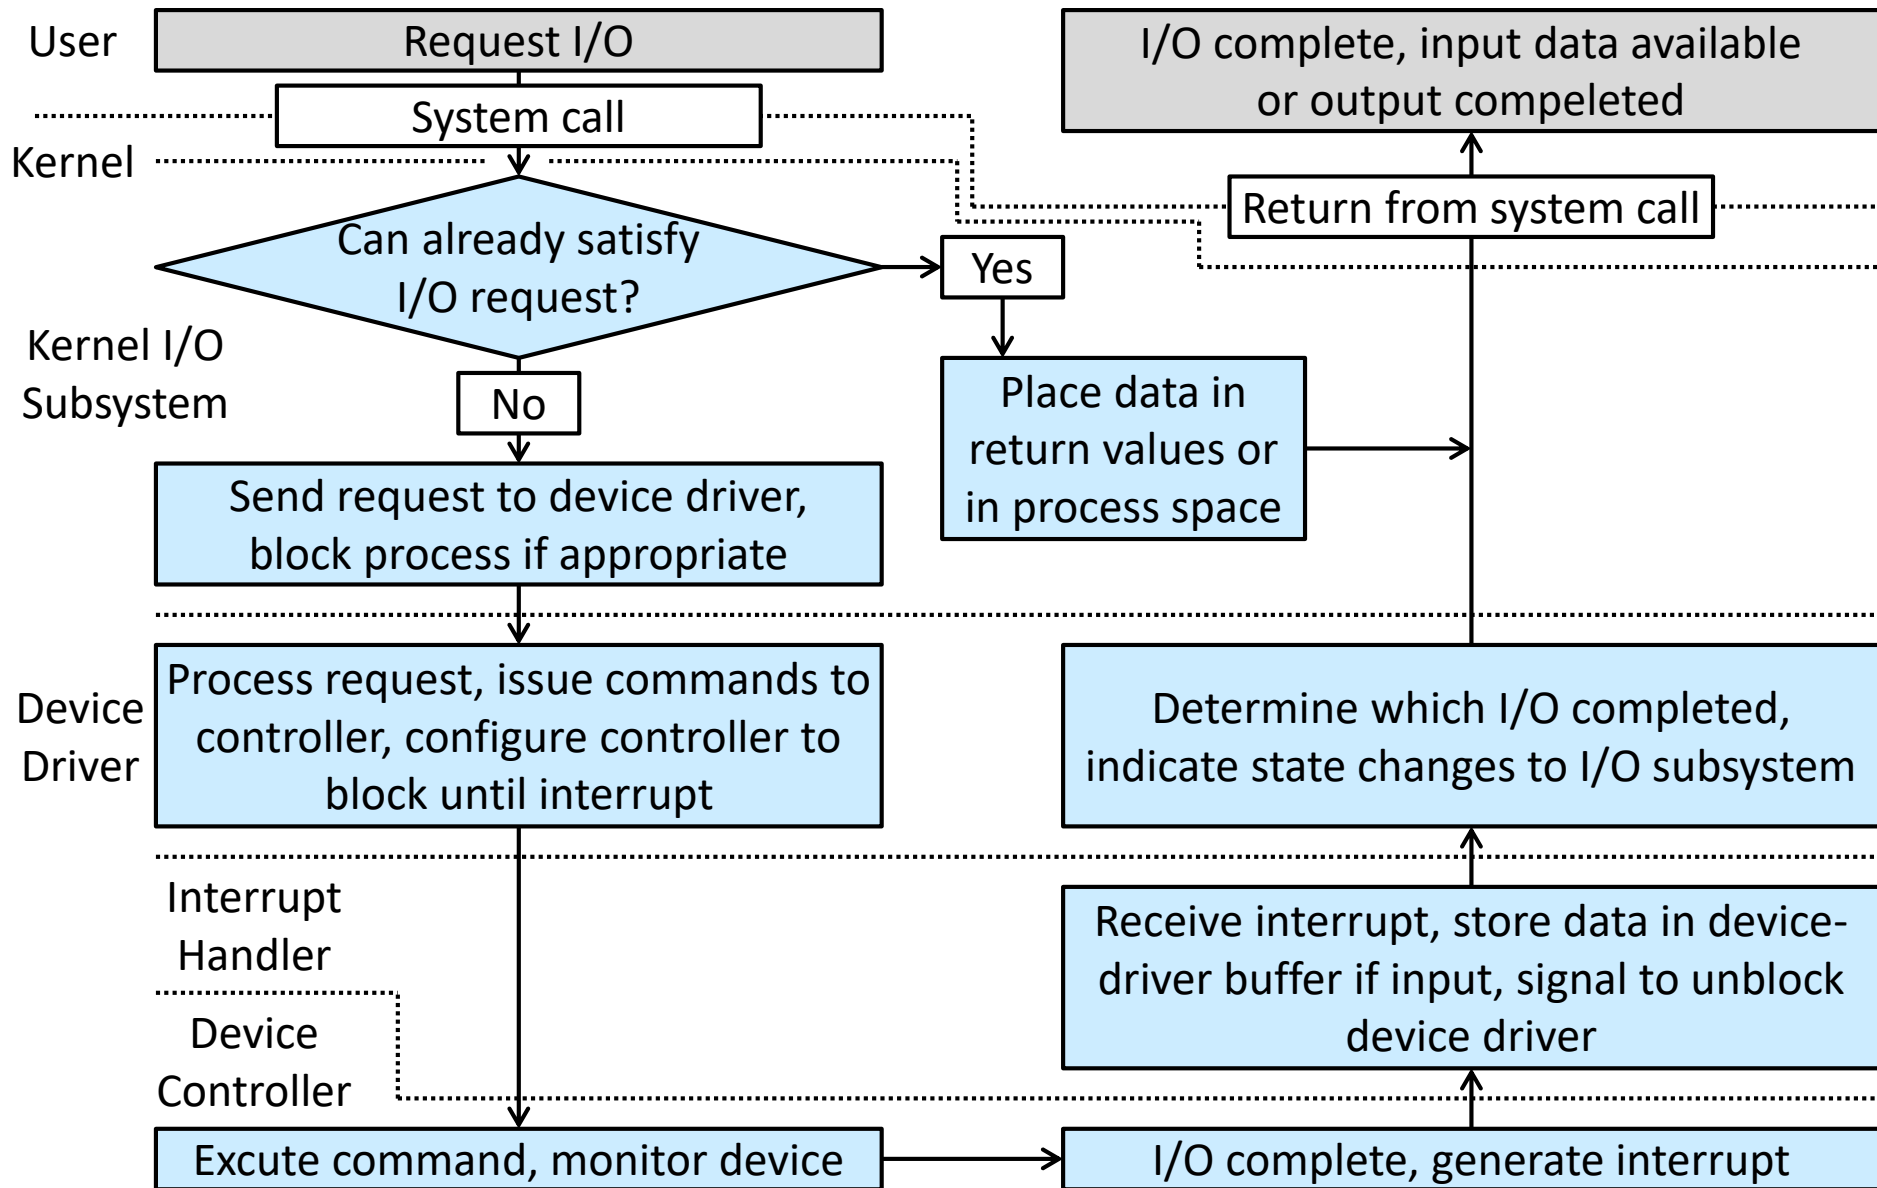 User
Request I/O
System call
Kernel
Can already satisfy
I/O request?
Yes
No
Kernel I/O
Subsystem
Place data in
return values or
in process space
Send request to device driver,
block process if appropriate
Device
Driver
Process request, issue commands to
controller, configure controller to
block until interrupt
Interrupt
Handler
Device
Controller
Excute command, monitor device
I/O complete, generate interrupt
Receive interrupt, store data in device-
driver buffer if input, signal to unblock
device driver
Determine which I/O completed,
indicate state changes to I/O subsystem
Return from system call
I/O complete, input data available
or output compeleted